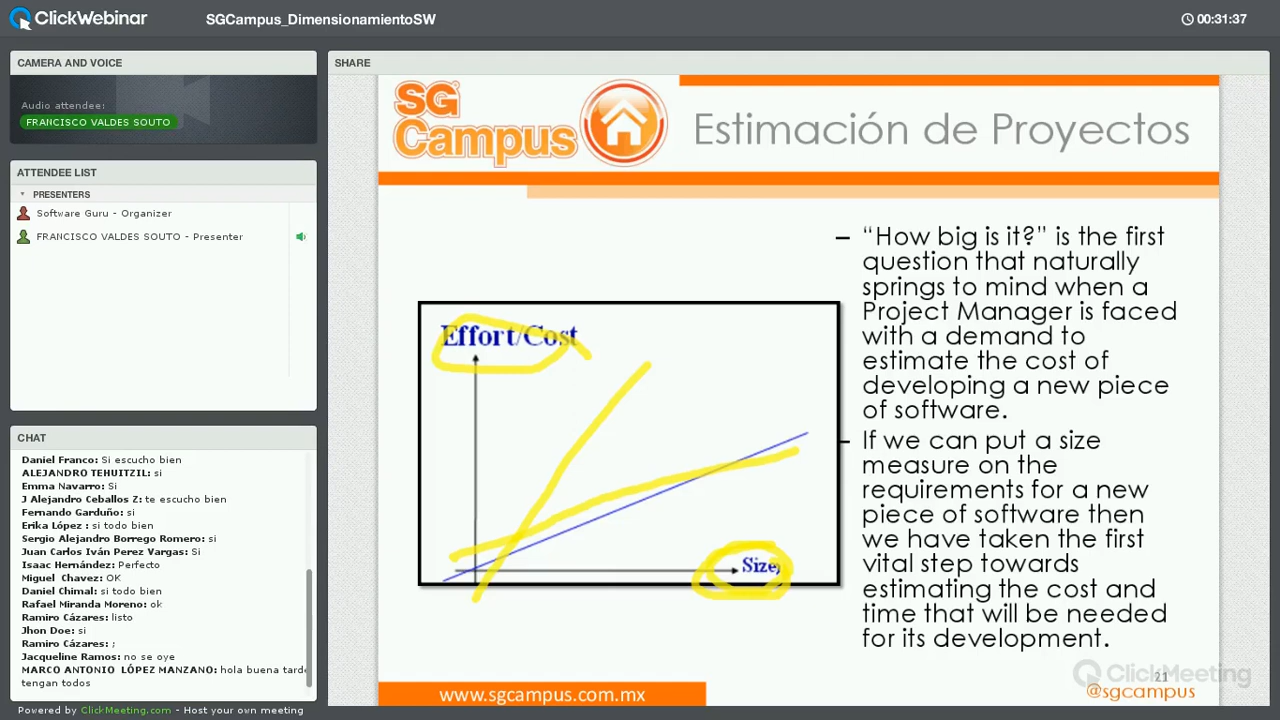 ClickWebinar
SGCampus_DimensionamientoSW
00:31:37
CAMERA AND VOICE
Audio attendee:
FRANCISCO VALDES SOUTO
ATTENDEE LIST
PRESENTERS
Software Guru - Organizer
FRANCISCO VALDES SOUTO - Presenter
CHAT
Daniel Franco: Si escucho bien
ALEJANDRO TEHUITZIL: si
Emma Navarro: Si
J Alejandro Ceballos Z: te escucho bien
Fernando Garduño: si
Erika López : si todo bien
Sergio Alejandro Borrego Romero: si
Juan Carlos Iván Perez Vargas: Si
Isaac Hernández: Perfecto
Miguel Chavez: OK
Daniel Chimal: si todo bien
Rafael Miranda Moreno: ok
Ramiro Cázares: listo
Jhon Doe: si
Ramiro Cázares: ;
Jacqueline Ramos: no se oye
MARCO ANTONIO LÓPEZ MANZANO: hola buena tarde
tengan todos
Powered by ClickMeeting.com - Host your own meeting
SHARE
SG
Campus
Estimación de Proyectos
Effort/Cost
Size
– “How big is it?” is the first
question that naturally
springs to mind when a
Project Manager is faced
with a demand to
estimate the cost of
developing a new piece
of software.
– If we can put a size
measure on the
requirements for a new
piece of software then
we have taken the first
vital step towards
estimating the cost and
time that will be needed
for its development.
ClickMeeting
21
www.sgcampus.com.mx
@sgcampus